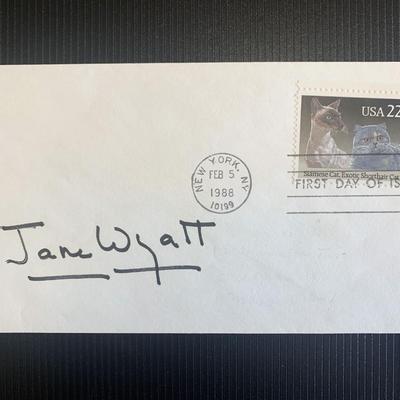 USA 22
Siamese Cat, Exotic Shorthair Cat
NEW YORK, NY
FEB 5
1988
10199
FIRST DAY OF IS
Jane Wyatt